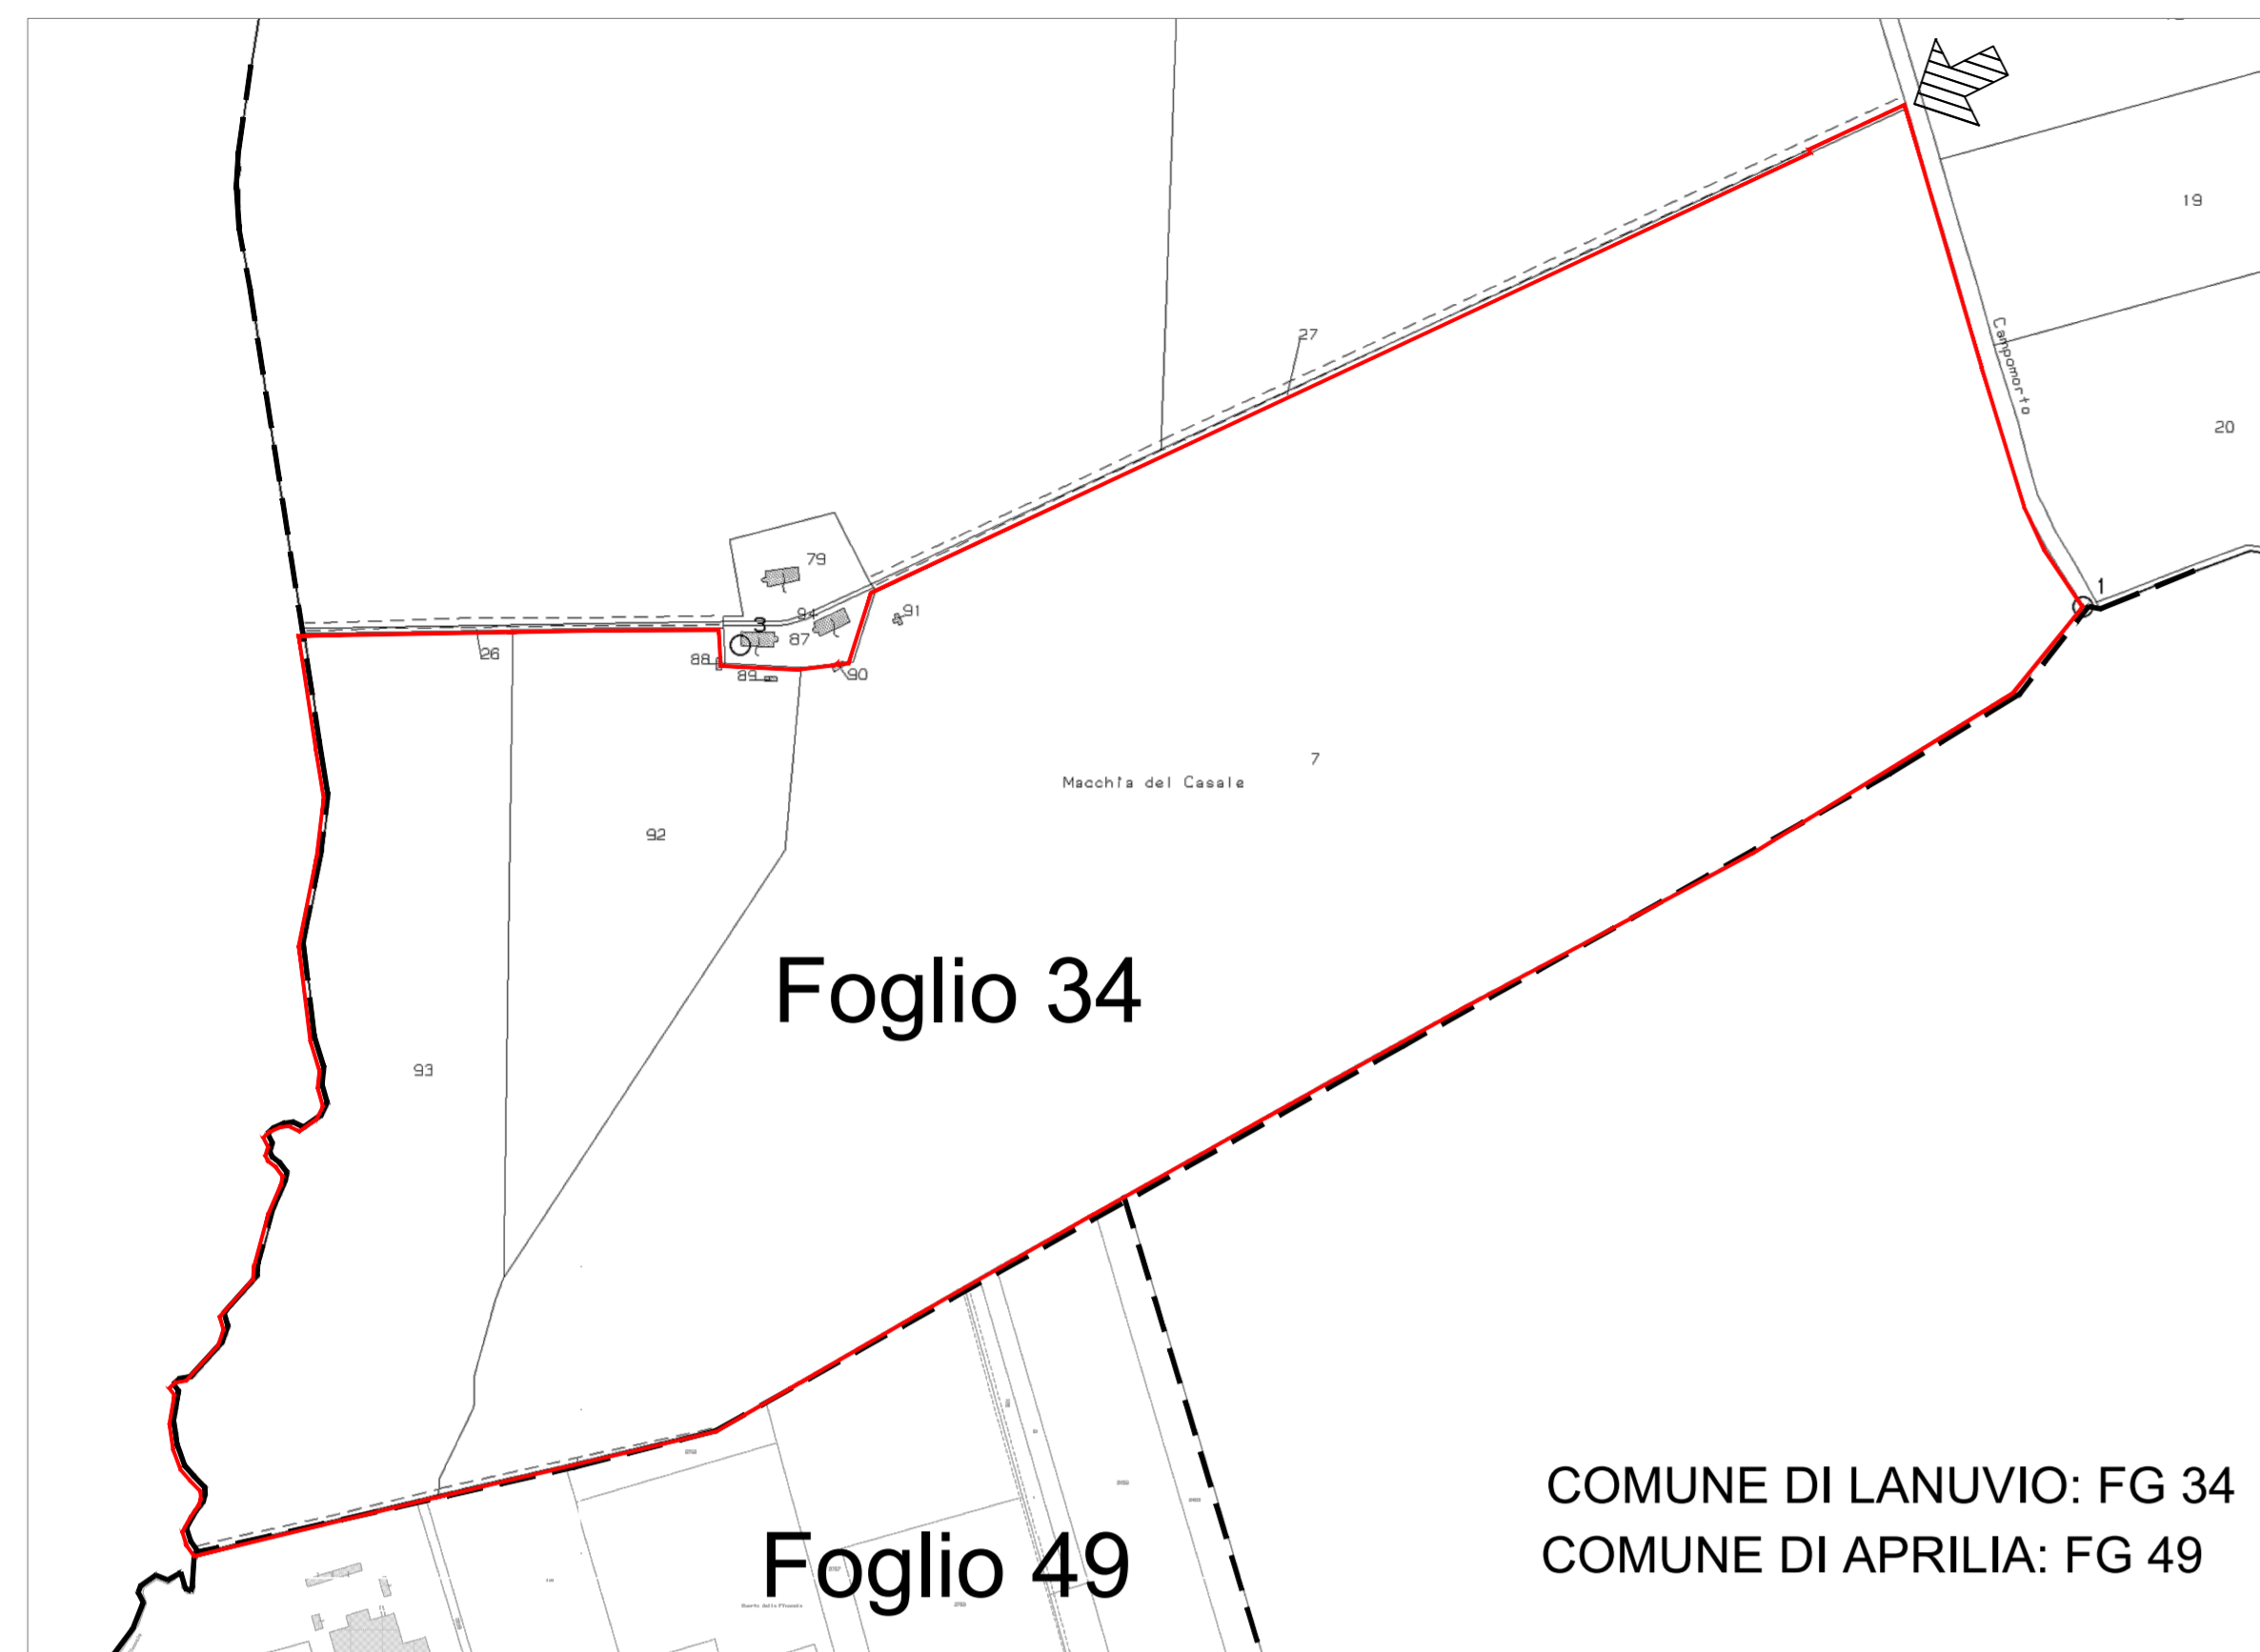 19
27
Campomorto
20
79
1
94
91
3
87
26
88
89
90
7
Macchia del Casale
92
Foglio 34
93
COMUNE DI LANUVIO: FG 34
COMUNE DI APRILIA: FG 49
Foglio 49